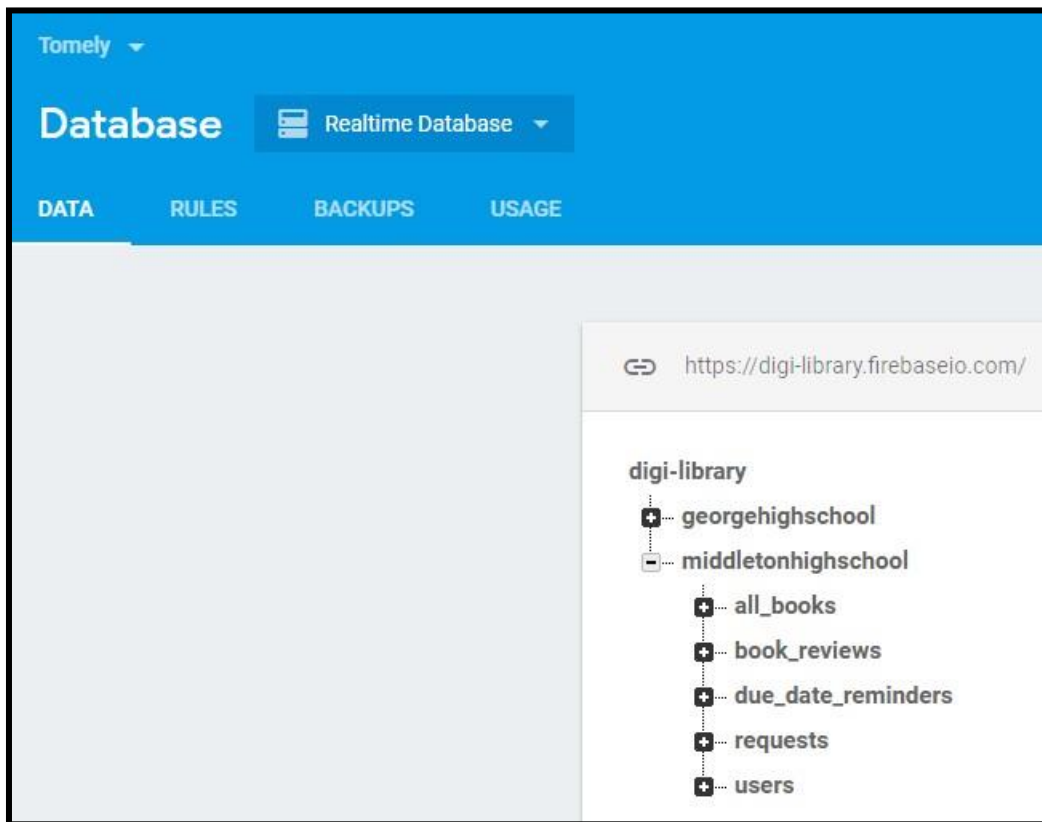 Tomely
Database Realtime Database
DATA RULES BACKUPS USAGE
https://digi-library.firebaseio.com/
digi-library
georgehighschool
middletonhighschool
all_books
book_reviews
due_date_reminders
requests
users